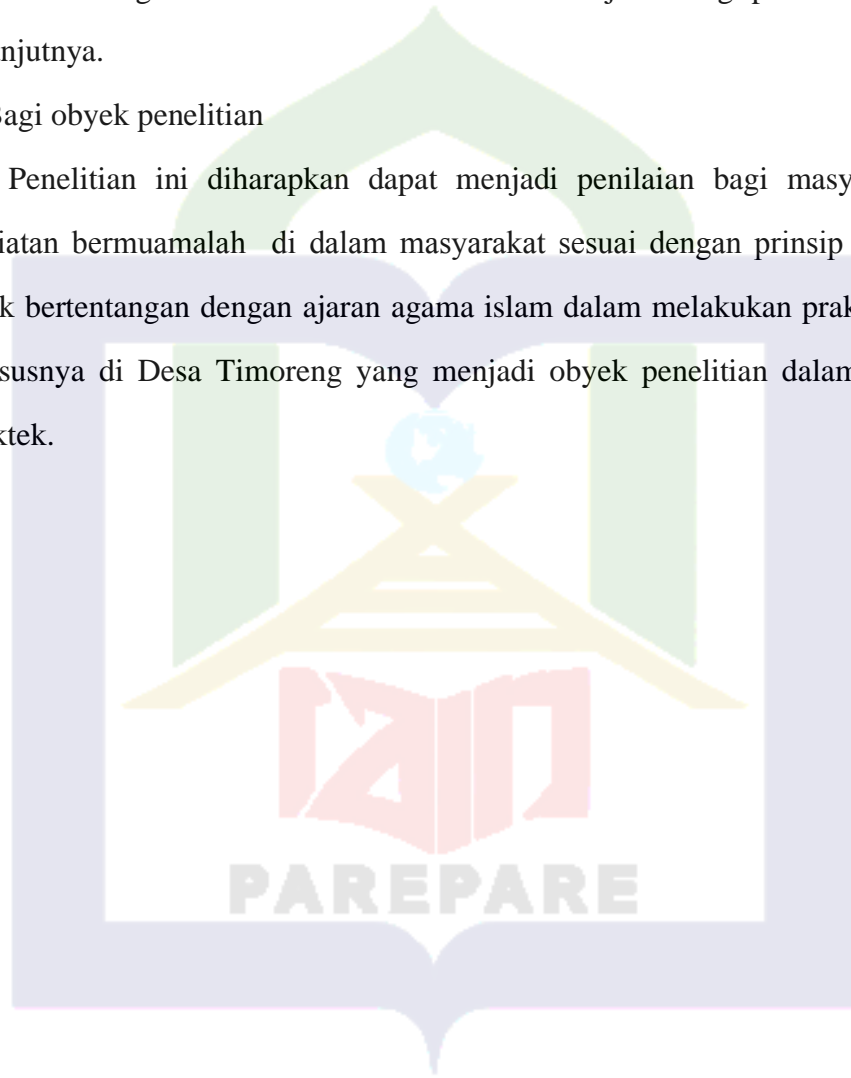 anjutnya.
Bagi obyek penelitian
Penelitian ini diharapkan dapat menjadi penilaian bagi masy
iatan bermuamalah di dalam masyarakat sesuai dengan prinsip
k bertentangan dengan ajaran agama islam dalam melakukan prak
susnya di Desa Timoreng yang menjadi obyek penelitian dalam
ktek.
iain
PAREPARE